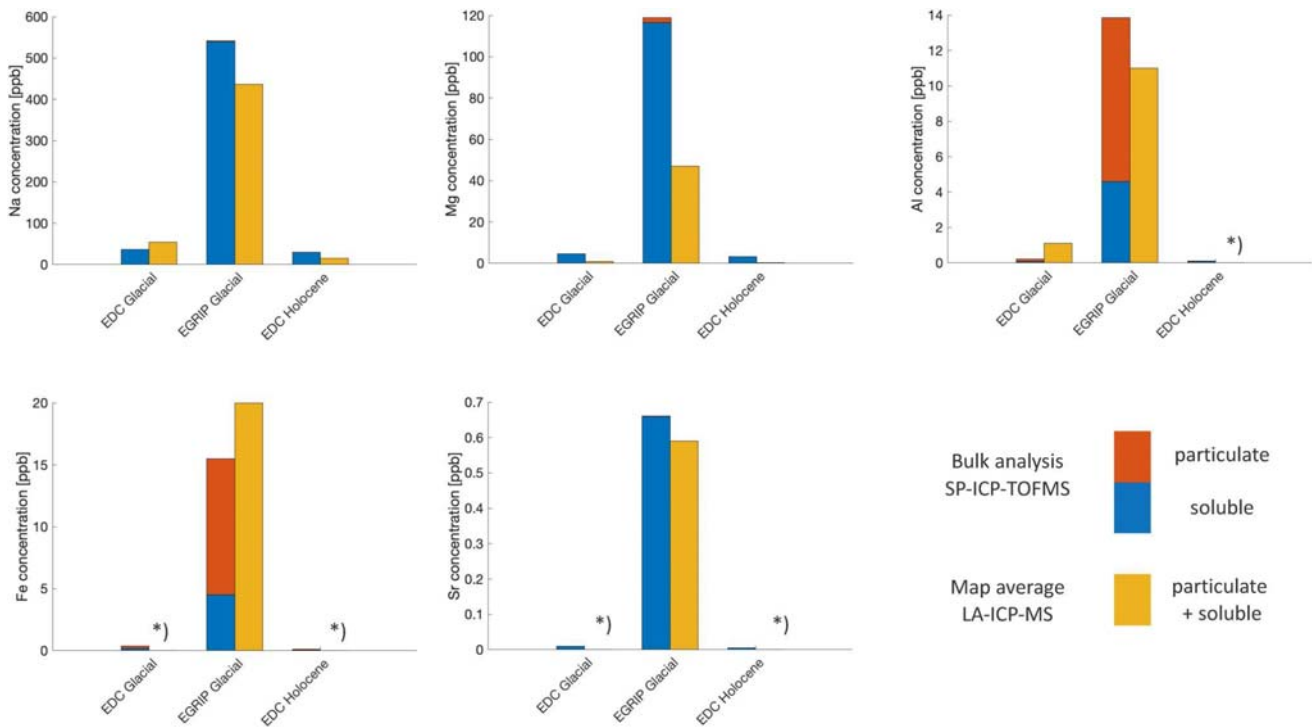 Na concentration [ppb]
600
500
400
300
200
100
0
EDC Glacial
EGRIP Glacial
EDC Holocene
Mg concentration [ppb]
120
100
80
60
40
20
0
EDC Glacial
EGRIP Glacial
EDC Holocene
Al concentration [ppb]
14
12
10
8
6
4
2
0
*)
EDC Glacial
EGRIP Glacial
EDC Holocene
Fe concentration [ppb]
20
15
10
5
0
*)
*)
EDC Glacial
EGRIP Glacial
EDC Holocene
Sr concentration [ppb]
0.7
0.6
0.5
0.4
0.3
0.2
0.1
0
*)
*)
EDC Glacial
EGRIP Glacial
EDC Holocene
Bulk analysis
SP-ICP-TOFMS
particulate
soluble
Map average
LA-ICP-MS
particulate
+ soluble